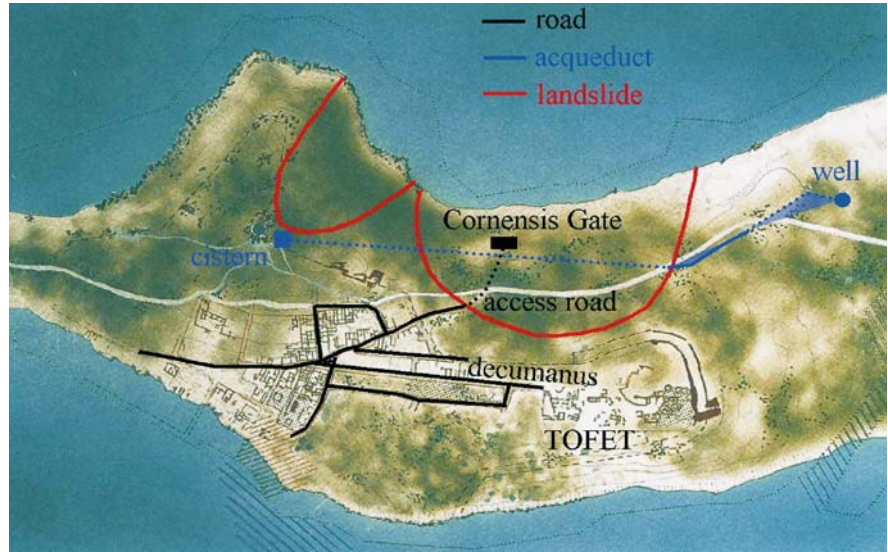 road
acqueduct
landslide
well
Cornensis Gate
cistern
access road
decumanus
TOFET